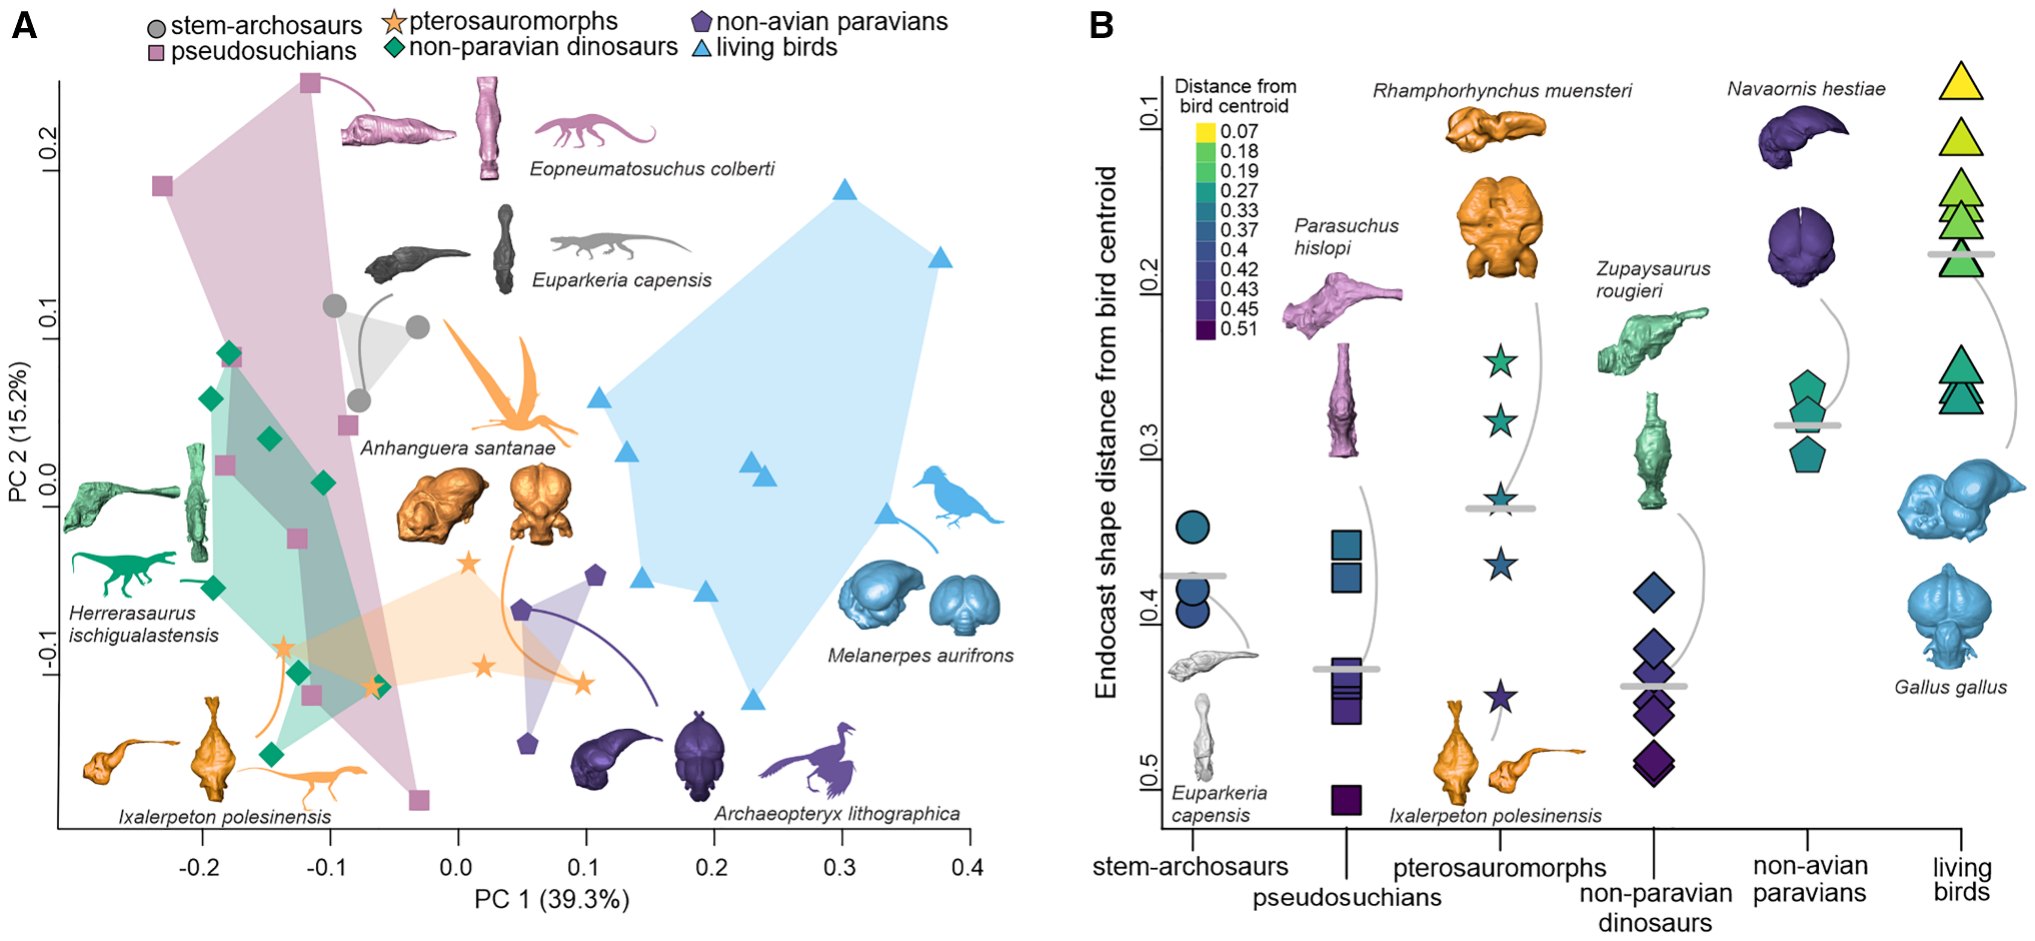 A
stem-archosaurs
pseudosuchians
pterosauromorphs
non-paravian dinosaurs
non-avian paravians
living birds
PC 2 (15.2%)
0.2
0.1
0.0
-0.1
Eopneumatosuchus colberti
Euparkeria capensis
Anhanguera santanae
Herrerasaurus
ischigualastensis
Melanerpes aurifrons
Ixalerpeton polesinensis
Archaeopteryx lithographica
-0.2
-0.1
0.0
0.1
0.2
0.3
0.4
PC 1 (39.3%)
B
Endocast shape distance from bird centroid
0.1
0.2
0.3
0.4
0.5
Distance from
bird centroid
0.07
0.18
0.19
0.27
0.33
0.37
0.4
0.42
0.43
0.45
0.51
Rhamphorhynchus muensteri
Navaornis hestiae
Parasuchus
hislopi
Zupaysaurus
rougieri
Gallus gallus
Euparkeria
capensis
Ixalerpeton polesinensis
stem-archosaurs
pseudosuchians
pterosauromorphs
non-paravian
dinosaurs
non-avian
paravians
living
birds